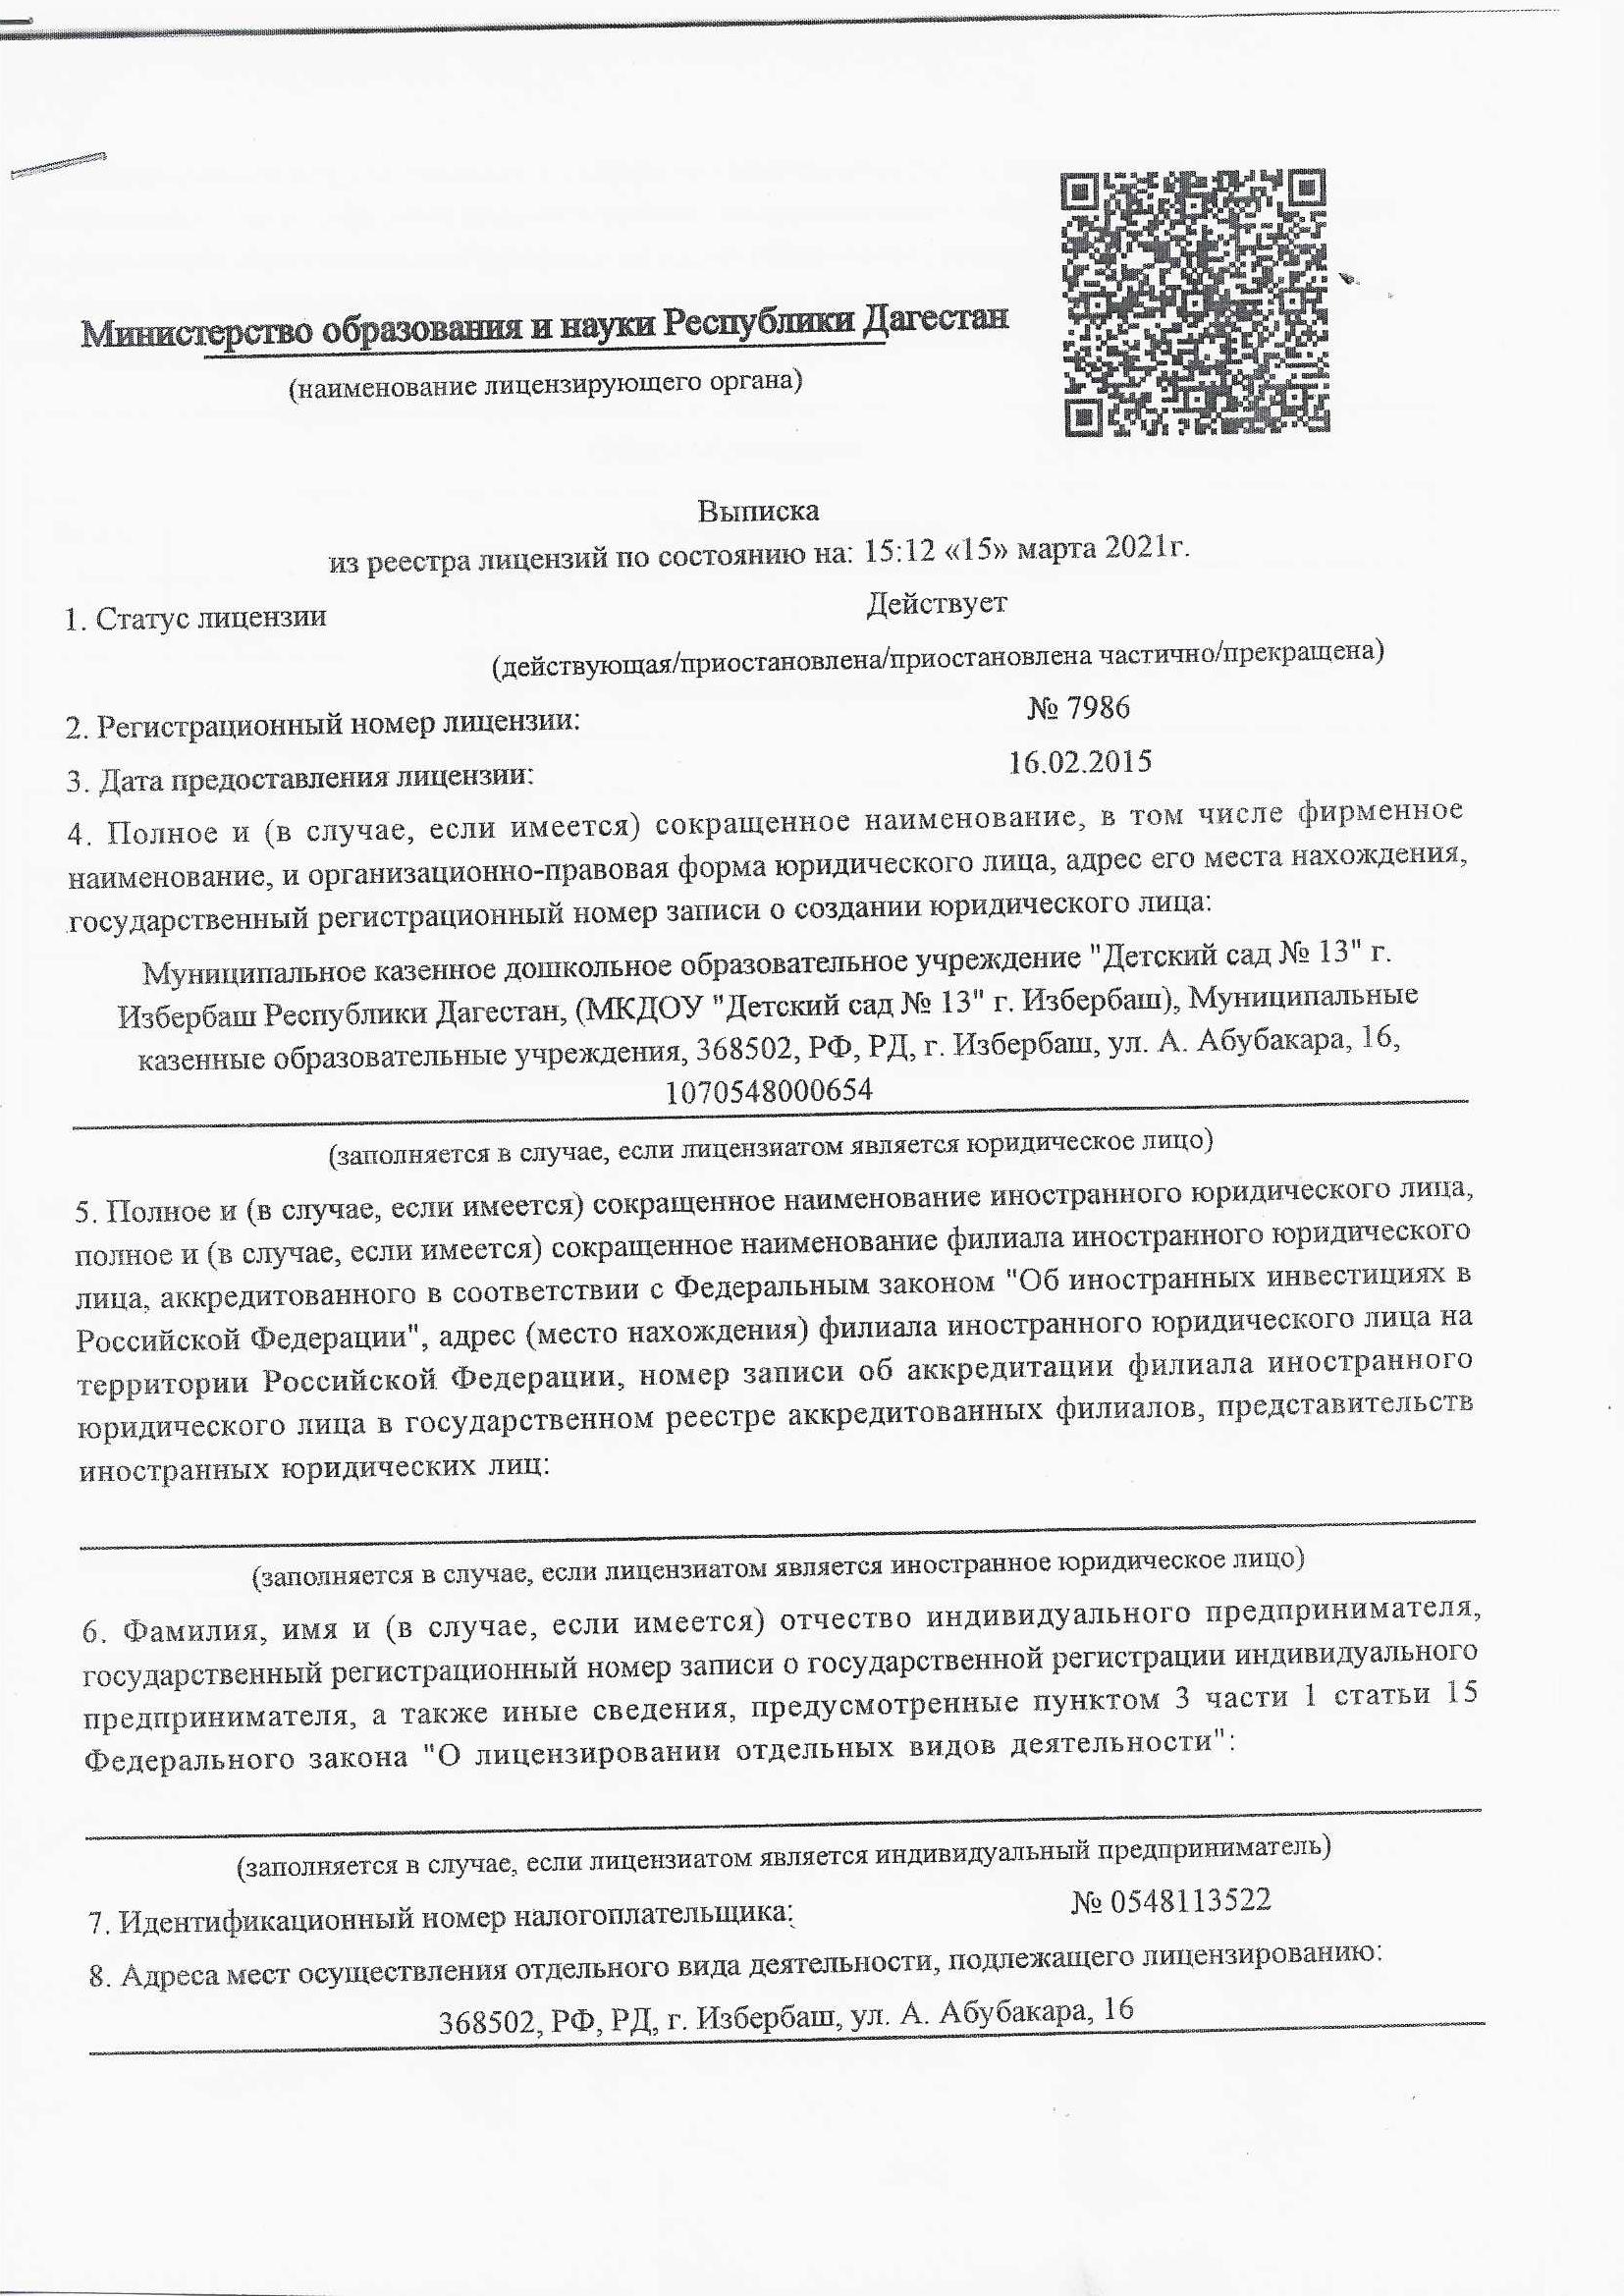 Министерство образования и науки Республики Дагестан
(наименование лицензирующего органа)
Выписка
из реестра лицензий по состоянию на: 15:12 «15» марта 2021г.
1. Статус лицензии Действует
(действующая/приостановлена/приостановлена частично/прекращена)
2. Регистрационный номер лицензии: № 7986
3. Дата предоставления лицензии: 16.02.2015
4. Полное и (в случае, если имеется) сокращенное наименование, в том числе фирменное
наименование, и организационно-правовая форма юридического лица, адрес его места нахождения,
государственный регистрационный номер записи о создании юридического лица:
Муниципальное казенное дошкольное образовательное учреждение "Детский сад № 13" г.
Избербаш Республики Дагестан, (МКДОУ "Детский сад № 13" г. Избербаш), Муниципальные
казенные образовательные учреждения, 368502, РФ, РД, г. Избербаш, ул. А. Абубакара, 16,
1070548000654
(заполняется в случае, если лицензиатом является юридическое лицо)
5. Полное и (в случае, если имеется) сокращенное наименование иностранного юридического лица,
полное и (в случае, если имеется) сокращенное наименование филиала иностранного юридического
лица, аккредитованного в соответствии с Федеральным законом "Об иностранных инвестициях в
Российской Федерации", адрес (место нахождения) филиала иностранного юридического лица на
территории Российской Федерации, номер записи об аккредитации филиала иностранного
юридического лица в государственном реестре аккредитованных филиалов, представительств
иностранных юридических лиц:
(заполняется в случае, если лицензиатом является иностранное юридическое лицо)
6. Фамилия, имя и (в случае, если имеется) отчество индивидуального предпринимателя,
государственный регистрационный номер записи о государственной регистрации индивидуального
предпринимателя, а также иные сведения, предусмотренные пунктом 3 части 1 статьи 15
Федерального закона "О лицензировании отдельных видов деятельности":
(заполняется в случае, если лицензиатом является индивидуальный предприниматель)
7. Идентификационный номер налогоплательщика: № 0548113522
8. Адреса мест осуществления отдельного вида деятельности, подлежащего лицензированию:
368502, РФ, РД, г. Избербаш, ул. А. Абубакара, 16